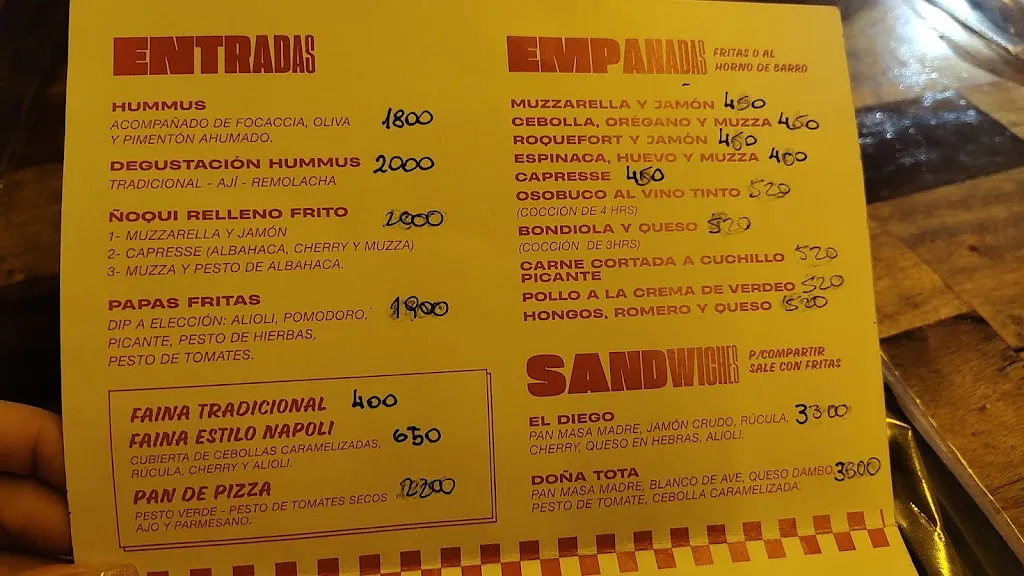 ENTRADAS
HUMMUS 1800
ACOMPAÑADO DE FOCACCIA, OLIVA
Y PIMENTÓN AHUMADO.
DEGUSTACIÓN HUMMUS 2000
TRADICIONAL - AJÍ - REMOLACHA
ÑOQUI RELLENO FRITO
1- MUZZARELLA Y JAMÓN
2- CAPRESSE (ALBAHACA, CHERRY Y MUZZA)
3- MUZZA Y PESTO DE ALBAHACA.
PAPAS FRITAS
DIP A ELECCIÓN: ALIOLI, POMODORO,
PICANTE, PESTO DE HIERBAS,
PESTO DE TOMATES.
FAINA TRADICIONAL 400
FAINA ESTILO NAPOLI 650
CUBIERTA DE CEBOLLAS CARAMELIZADAS,
RÚCULA, CHERRY Y ALIOLI.
PAN DE PIZZA
PESTO VERDE - PESTO DE TOMATES SECOS
AJO Y PARMESANO.
EMPANADAS FRITAS O AL
HORNO DE BARRO
MUZZARELLA Y JAMÓN
CEBOLLA, ORÉGANO Y MUZZA
ROQUEFORT Y JAMÓN
ESPINACA, HUEVO Y MUZZA
CAPRESSE
OSOBUCO AL VINO TINTO 520
(COCCIÓN DE 4 HRS)
BONDIOLA Y QUESO 520
(COCCIÓN DE 3HRS)
CARNE CORTADA A CUCHILLO 520
PICANTE
POLLO A LA CREMA DE VERDEO 520
HONGOS, ROMERO Y QUESO 520
SANDWICHES P/COMPARTIR
SALE CON FRITAS
EL DIEGO 3300
PAN MASA MADRE, JAMÓN CRUDO, RÚCULA,
CHERRY, QUESO EN HEBRAS, ALIOLI.
DOÑA TOTA 3600
PAN MASA MADRE, BLANCO DE AVE, QUESO DAMBO,
PESTO DE TOMATE, CEBOLLA CARAMELIZADA.